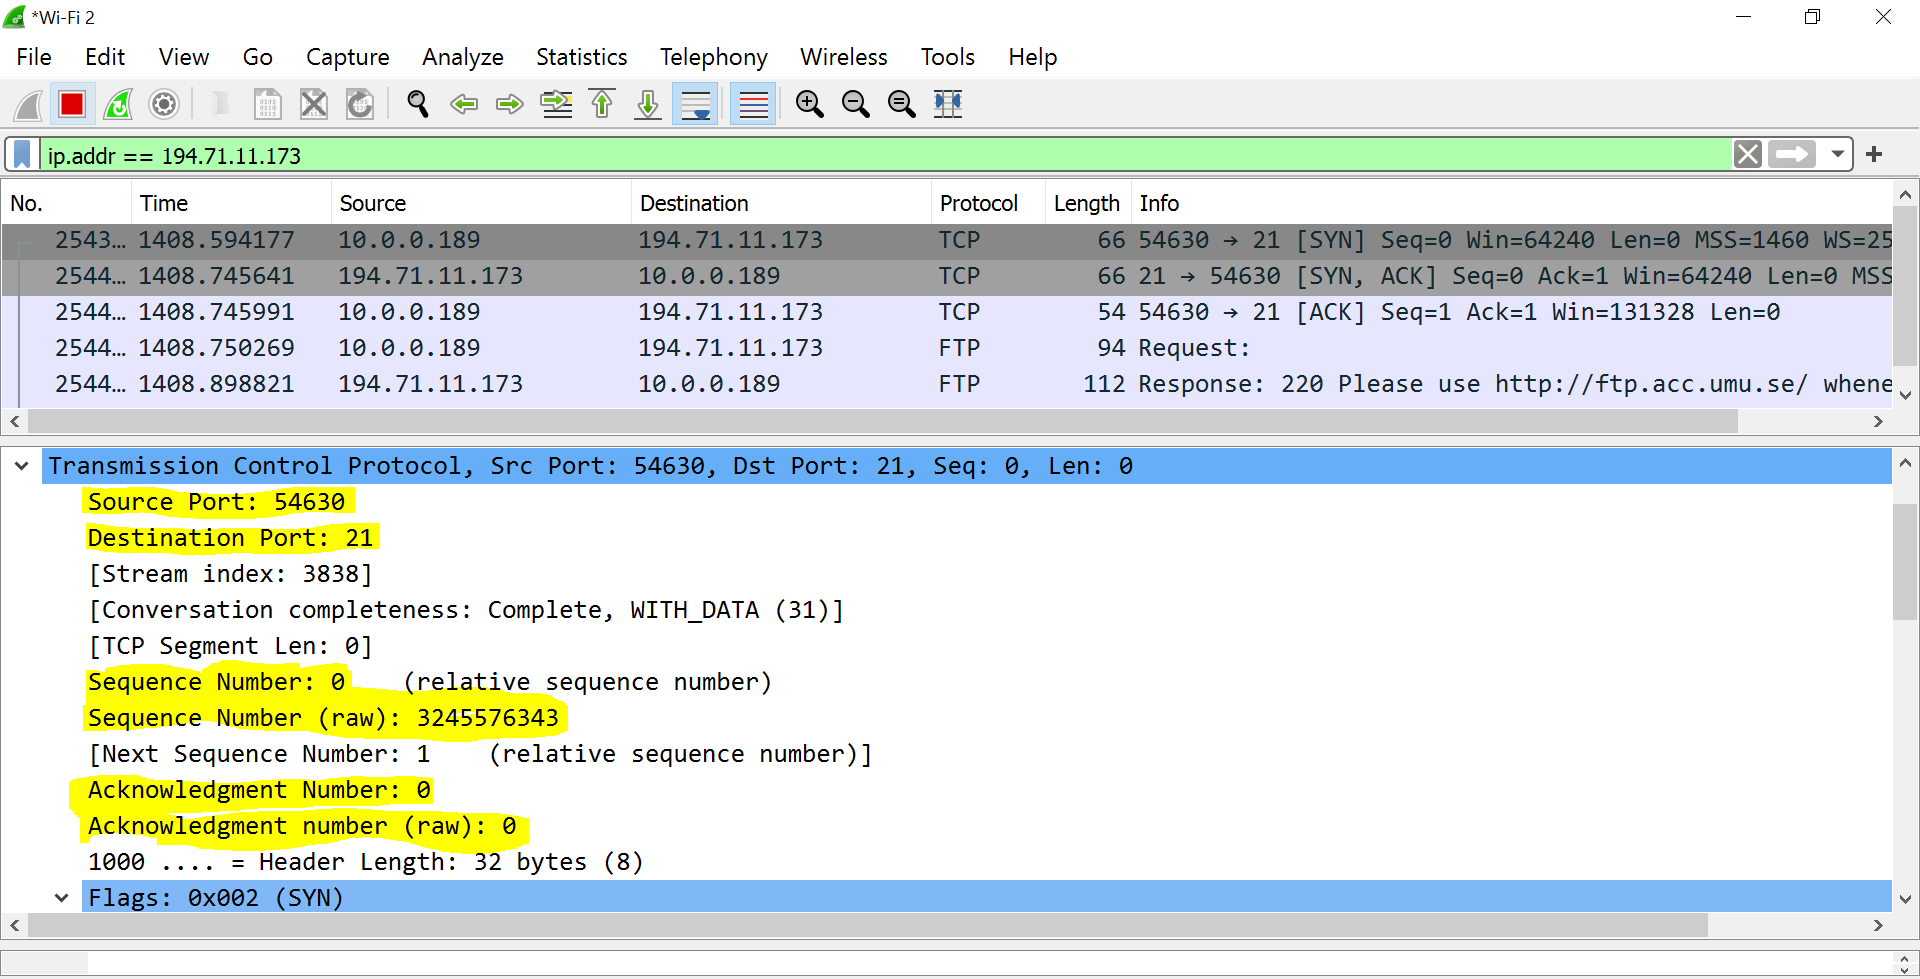 *Wi-Fi 2
File Edit View Go Capture Analyze Statistics Telephony Wireless Tools Help
ip.addr == 194.71.11.173
No. Time Source Destination Protocol Length Info
2543… 1408.594177 10.0.0.189 194.71.11.173 TCP 66 54630 → 21 [SYN] Seq=0 Win=64240 Len=0 MSS=1460 WS=25
2544… 1408.745641 194.71.11.173 10.0.0.189 TCP 66 21 → 54630 [SYN, ACK] Seq=0 Ack=1 Win=64240 Len=0 MSS
2544… 1408.745991 10.0.0.189 194.71.11.173 TCP 54 54630 → 21 [ACK] Seq=1 Ack=1 Win=131328 Len=0
2544… 1408.750269 10.0.0.189 194.71.11.173 FTP 94 Request:
2544… 1408.898821 194.71.11.173 10.0.0.189 FTP 112 Response: 220 Please use http://ftp.acc.umu.se/ whene
Transmission Control Protocol, Src Port: 54630, Dst Port: 21, Seq: 0, Len: 0
Source Port: 54630
Destination Port: 21
[Stream index: 3838]
[Conversation completeness: Complete, WITH_DATA (31)]
[TCP Segment Len: 0]
Sequence Number: 0 (relative sequence number)
Sequence Number (raw): 3245576343
[Next Sequence Number: 1 (relative sequence number)]
Acknowledgment Number: 0
Acknowledgment number (raw): 0
1000 .... = Header Length: 32 bytes (8)
Flags: 0x002 (SYN)